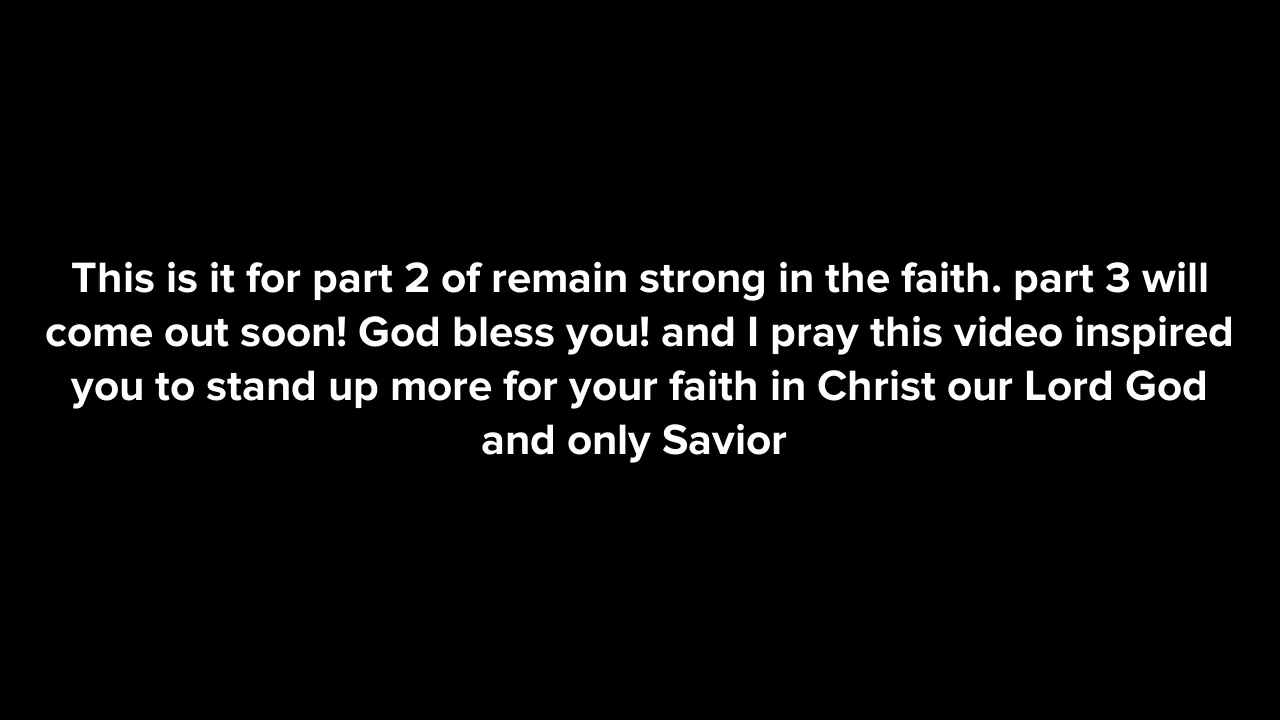 This is it for part 2 of remain strong in the faith. part 3 will
come out soon! God bless you! and I pray this video inspired
you to stand up more for your faith in Christ our Lord God
and only Savior